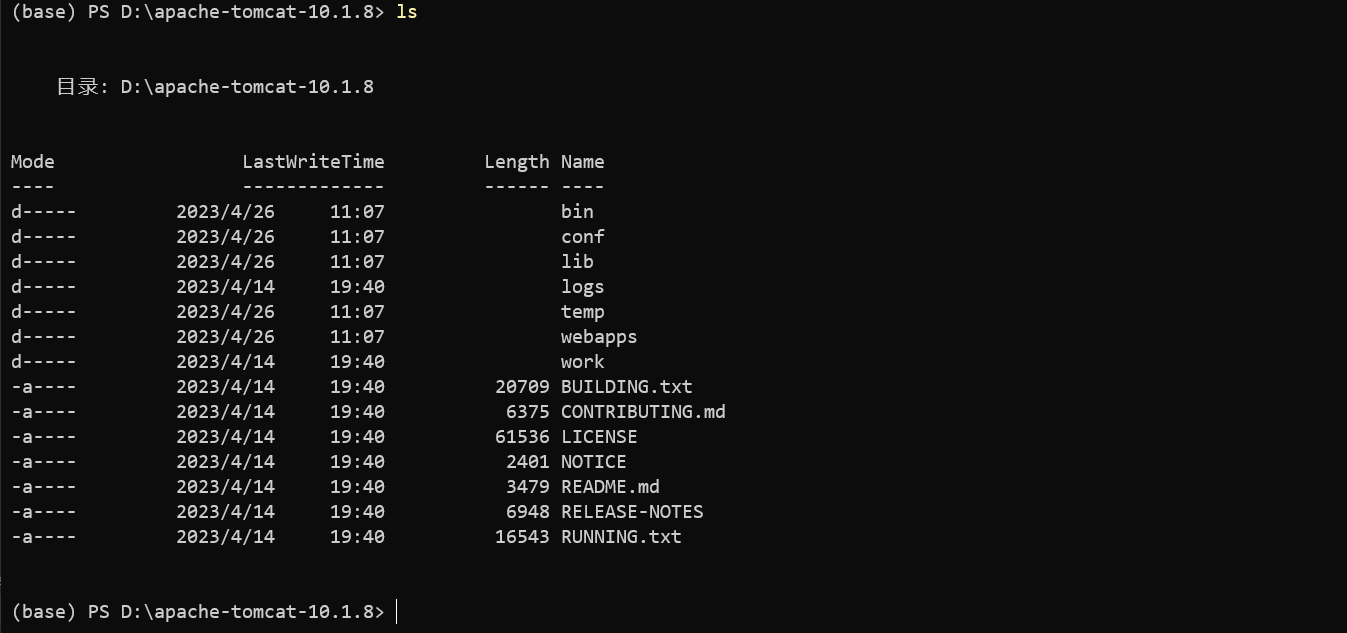 (base) PS D:\apache-tomcat-10.1.8> ls
目录: D:\apache-tomcat-10.1.8
Mode                 LastWriteTime         Length Name
----                 -------------         ------ ----
d-----         2023/4/26     11:07                bin
d-----         2023/4/26     11:07                conf
d-----         2023/4/26     11:07                lib
d-----         2023/4/14     19:40                logs
d-----         2023/4/26     11:07                temp
d-----         2023/4/26     11:07                webapps
d-----         2023/4/14     19:40                work
-a----         2023/4/14     19:40          20709 BUILDING.txt
-a----         2023/4/14     19:40           6375 CONTRIBUTING.md
-a----         2023/4/14     19:40          61536 LICENSE
-a----         2023/4/14     19:40           2401 NOTICE
-a----         2023/4/14     19:40           3479 README.md
-a----         2023/4/14     19:40           6948 RELEASE-NOTES
-a----         2023/4/14     19:40          16543 RUNNING.txt
(base) PS D:\apache-tomcat-10.1.8>